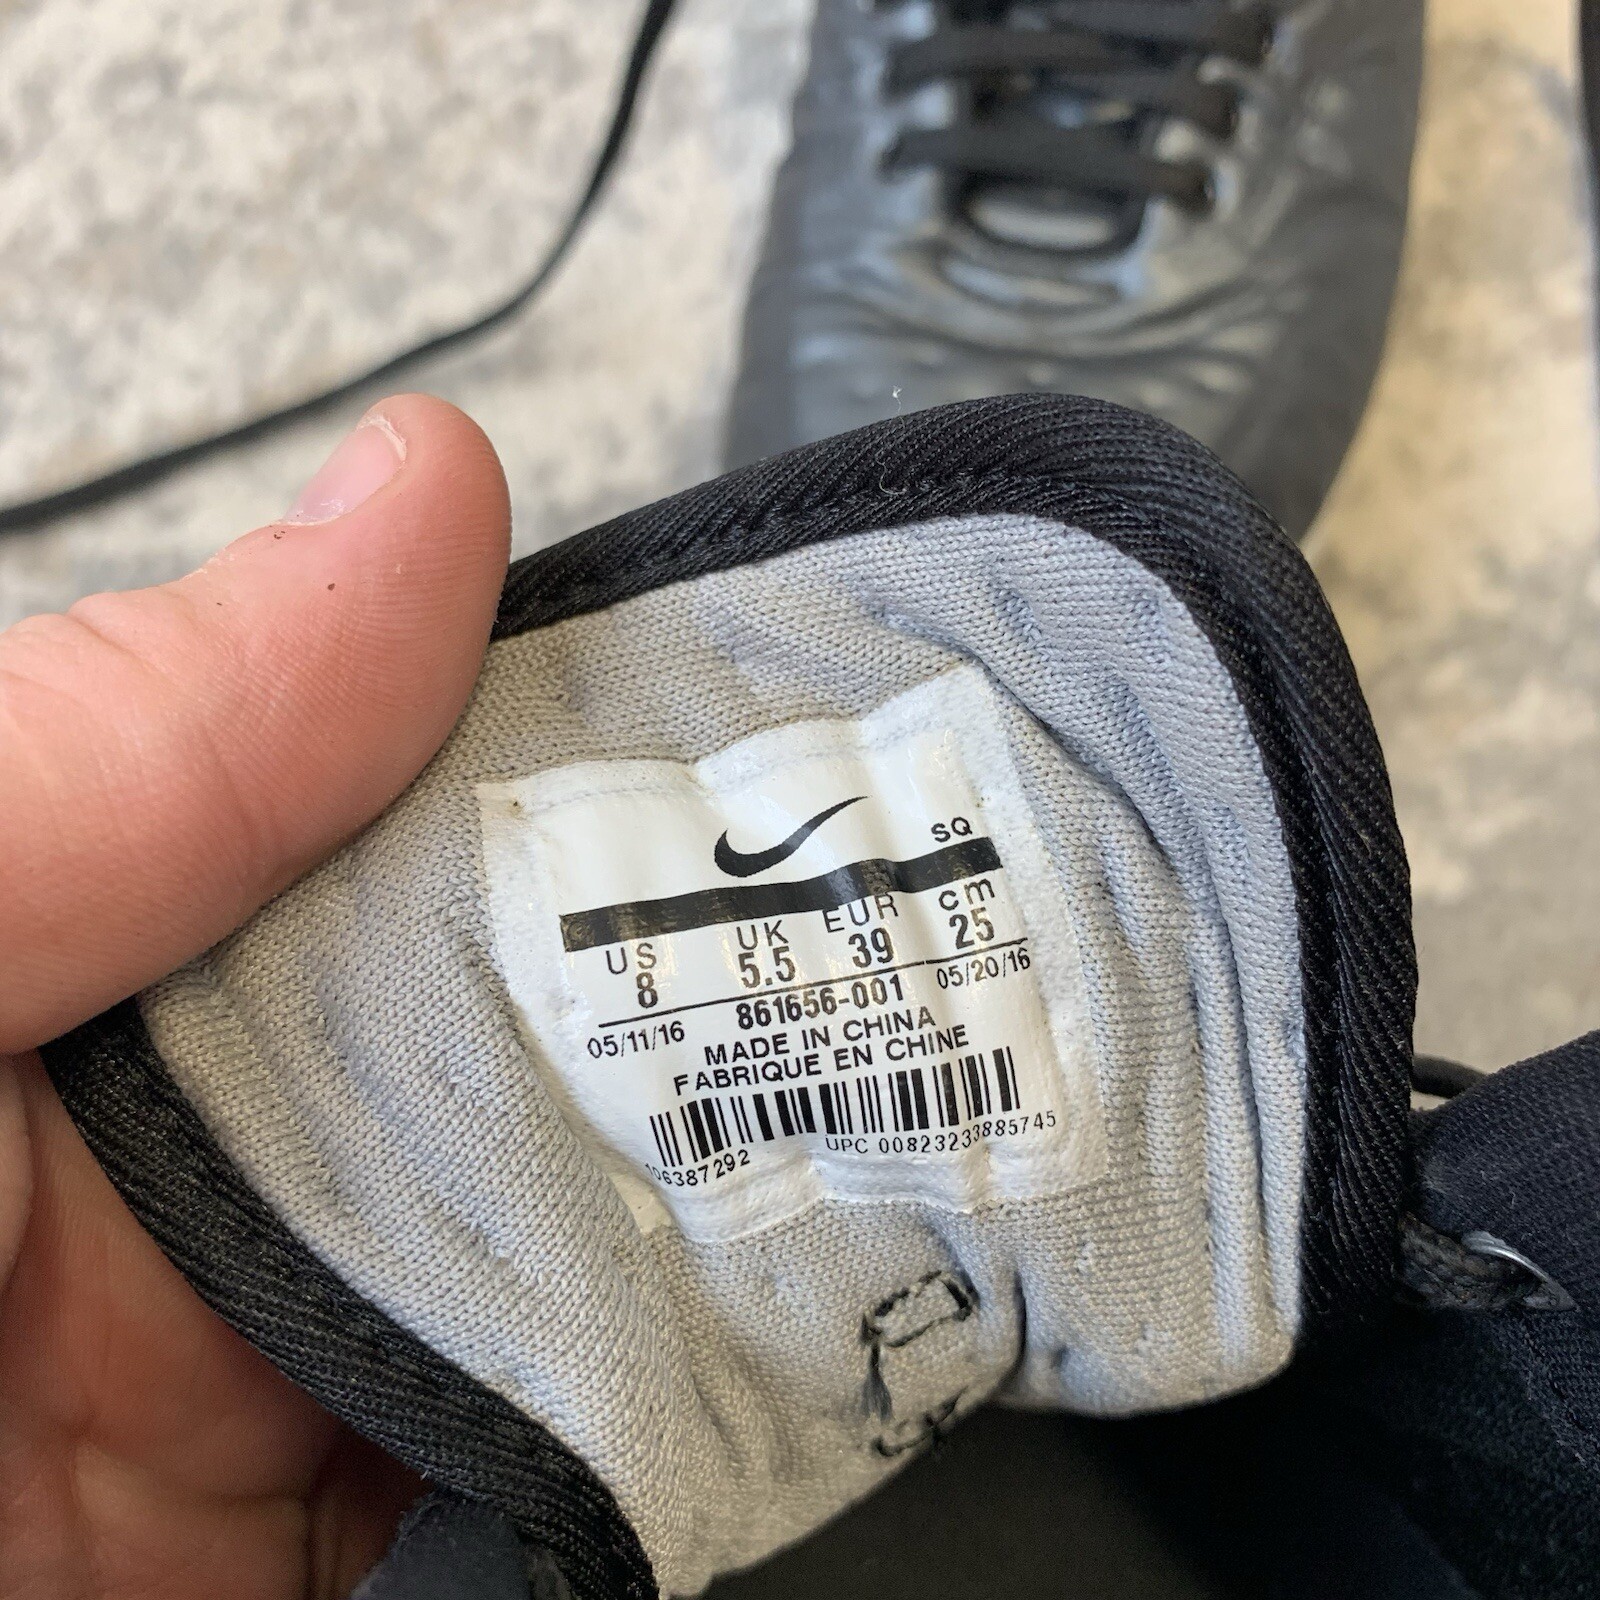 SQ
US UK EUR cm
8 5.5 39 25
05/11/16 861656-001 05/20/16
MADE IN CHINA
FABRIQUE EN CHINE
106387292 UPC 00823233885745